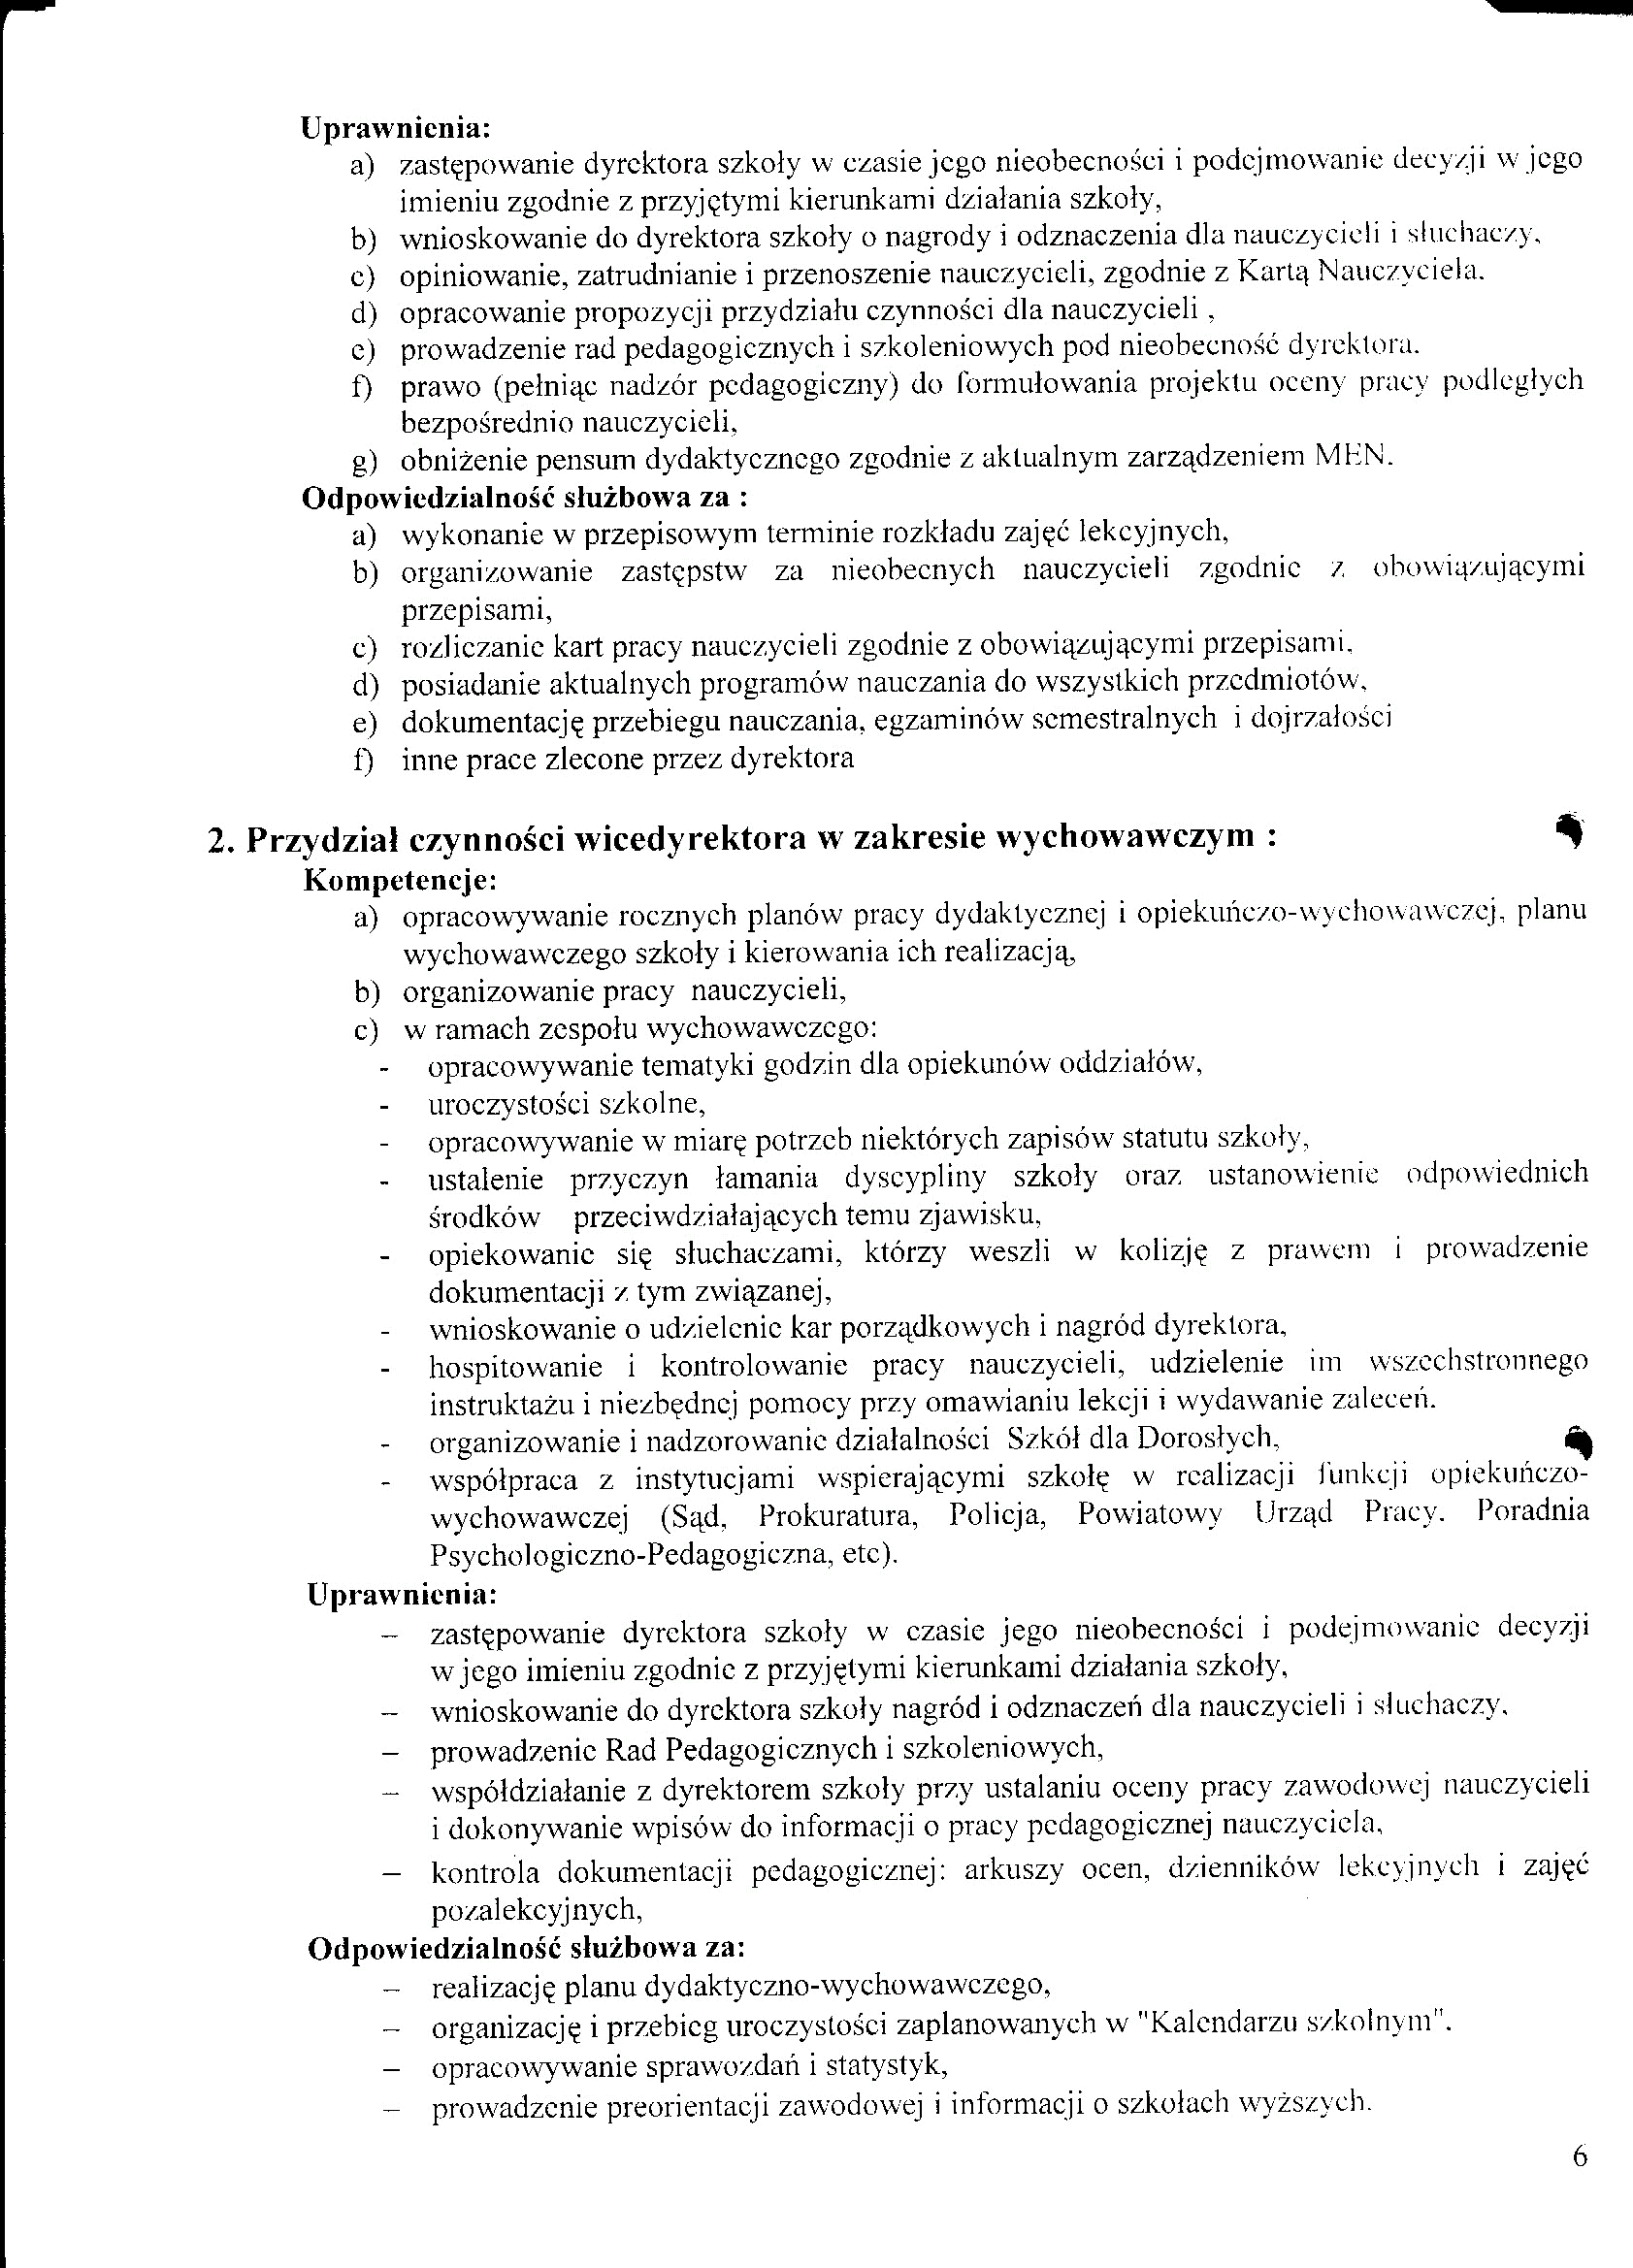 Uprawnienia:
a) zastępowanie dyrektora szkoły w czasie jego nieobecności i podejmowanie decyzji w jego
imieniu zgodnie z przyjętymi kierunkami działania szkoły,
b) wnioskowanie do dyrektora szkoły o nagrody i odznaczenia dla nauczycieli i słuchaczy,
c) opiniowanie, zatrudnianie i przenoszenie nauczycieli, zgodnie z Kartą Nauczyciela.
d) opracowanie propozycji przydziału czynności dla nauczycieli ,
e) prowadzenie rad pedagogicznych i szkoleniowych pod nieobecność dyrektora.
f) prawo (pełniąc nadzór pedagogiczny) do formułowania projektu oceny pracy podległych
bezpośrednio nauczycieli,
g) obniżenie pensum dydaktycznego zgodnie z aktualnym zarządzeniem MEN.
Odpowiedzialność służbowa za :
a) wykonanie w przepisowym terminie rozkładu zajęć lekcyjnych,
b) organizowanie zastępstw za nieobecnych nauczycieli zgodnie z obowiązującymi
przepisami,
c) rozliczanie kart pracy nauczycieli zgodnie z obowiązującymi przepisami.
d) posiadanie aktualnych programów nauczania do wszystkich przedmiotów,
e) dokumentację przebiegu nauczania, egzaminów semestralnych i dojrzałości
f) inne prace zlecone przez dyrektora
2. Przydział czynności wicedyrektora w zakresie wychowawczym :
Kompetencje:
a) opracowywanie rocznych planów pracy dydaktycznej i opiekuńczo-wychowawczej, planu
wychowawczego szkoły i kierowania ich realizacją,
b) organizowanie pracy nauczycieli,
c) w ramach zespołu wychowawczego:
- opracowywanie tematyki godzin dla opiekunów oddziałów,
- uroczystości szkolne,
- opracowywanie w miarę potrzeb niektórych zapisów statutu szkoły,
- ustalenie przyczyn łamania dyscypliny szkoły oraz ustanowienie odpowiednich
środków przeciwdziałających temu zjawisku,
- opiekowanie się słuchaczami, którzy weszli w kolizję z prawem i prowadzenie
dokumentacji z tym związanej,
- wnioskowanie o udzielenie kar porządkowych i nagród dyrektora,
- hospitowanie i kontrolowanie pracy nauczycieli, udzielenie im wszechstronnego
instruktażu i niezbędnej pomocy przy omawianiu lekcji i wydawanie zaleceń.
- organizowanie i nadzorowanie działalności Szkół dla Dorosłych,
- współpraca z instytucjami wspierającymi szkołę w realizacji funkcji opiekuńczo-
wychowawczej (Sąd, Prokuratura, Policja, Powiatowy Urząd Pracy. Poradnia
Psychologiczno-Pedagogiczna, etc).
Uprawnienia:
– zastępowanie dyrektora szkoły w czasie jego nieobecności i podejmowanie decyzji
w jego imieniu zgodnie z przyjętymi kierunkami działania szkoły,
– wnioskowanie do dyrektora szkoły nagród i odznaczeń dla nauczycieli i słuchaczy.
– prowadzenie Rad Pedagogicznych i szkoleniowych,
– współdziałanie z dyrektorem szkoły przy ustalaniu oceny pracy zawodowej nauczycieli
i dokonywanie wpisów do informacji o pracy pedagogicznej nauczyciela,
– kontrola dokumentacji pedagogicznej: arkuszy ocen, dzienników lekcyjnych i zajęć
pozalekcyjnych,
Odpowiedzialność służbowa za:
– realizację planu dydaktyczno-wychowawczego,
– organizację i przebieg uroczystości zaplanowanych w "Kalendarzu szkolnym".
– opracowywanie sprawozdań i statystyk,
– prowadzenie preorientacji zawodowej i informacji o szkołach wyższych.
6